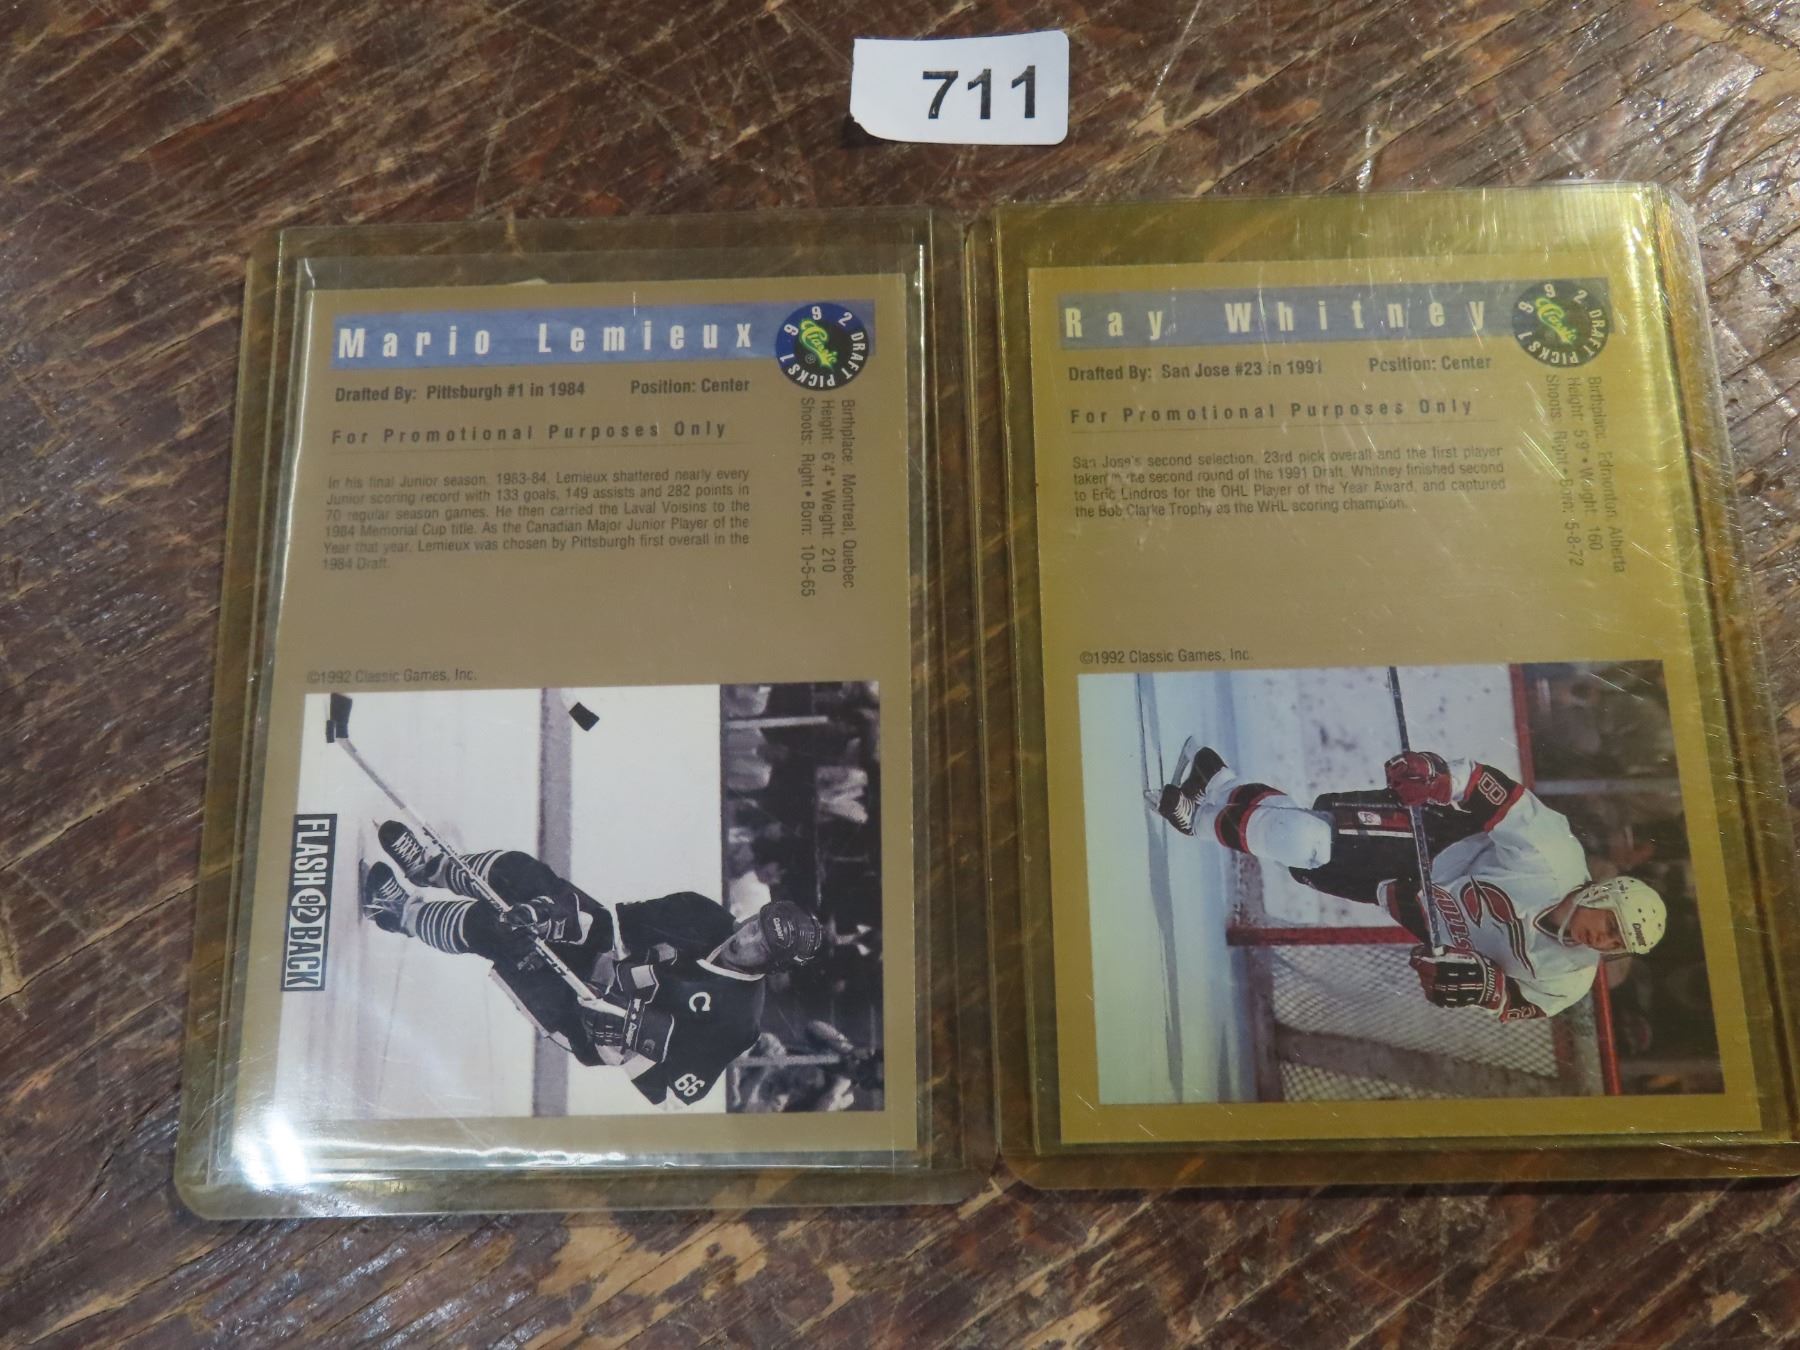 711
Mario Lemieux
1992 DRAFT PICKS
Classic
Drafted By: Pittsburgh #1 in 1984 Position: Center
For Promotional Purposes Only
In his final Junior season, 1983-84, Lemieux shattered nearly every
Junior scoring record with 133 goals, 149 assists and 282 points in
70 regular season games. He then carried the Laval Voisins to the
1984 Memorial Cup title. As the Canadian Major Junior Player of the
Year that year, Lemieux was chosen by Pittsburgh first overall in the
1984 Draft.
Birthplace: Montreal, Quebec
Height: 6'4" • Weight: 210
Shoots: Right • Born: 10-5-65
©1992 Classic Games, Inc.
FLASH 92 BACK
C
66
Ray Whitney
1992 DRAFT PICKS
Classic
Drafted By: San Jose #23 in 1991 Position: Center
For Promotional Purposes Only
San Jose's second selection, 23rd pick overall and the first player
taken in the second round of the 1991 Draft, Whitney finished second
to Eric Lindros for the OHL Player of the Year Award, and captured
the Bob Clarke Trophy as the WHL scoring champion.
Birthplace: Edmonton, Alberta
Height: 5'9" • Weight: 160
Shoots: Right • Born: 5-8-72
©1992 Classic Games, Inc.
8